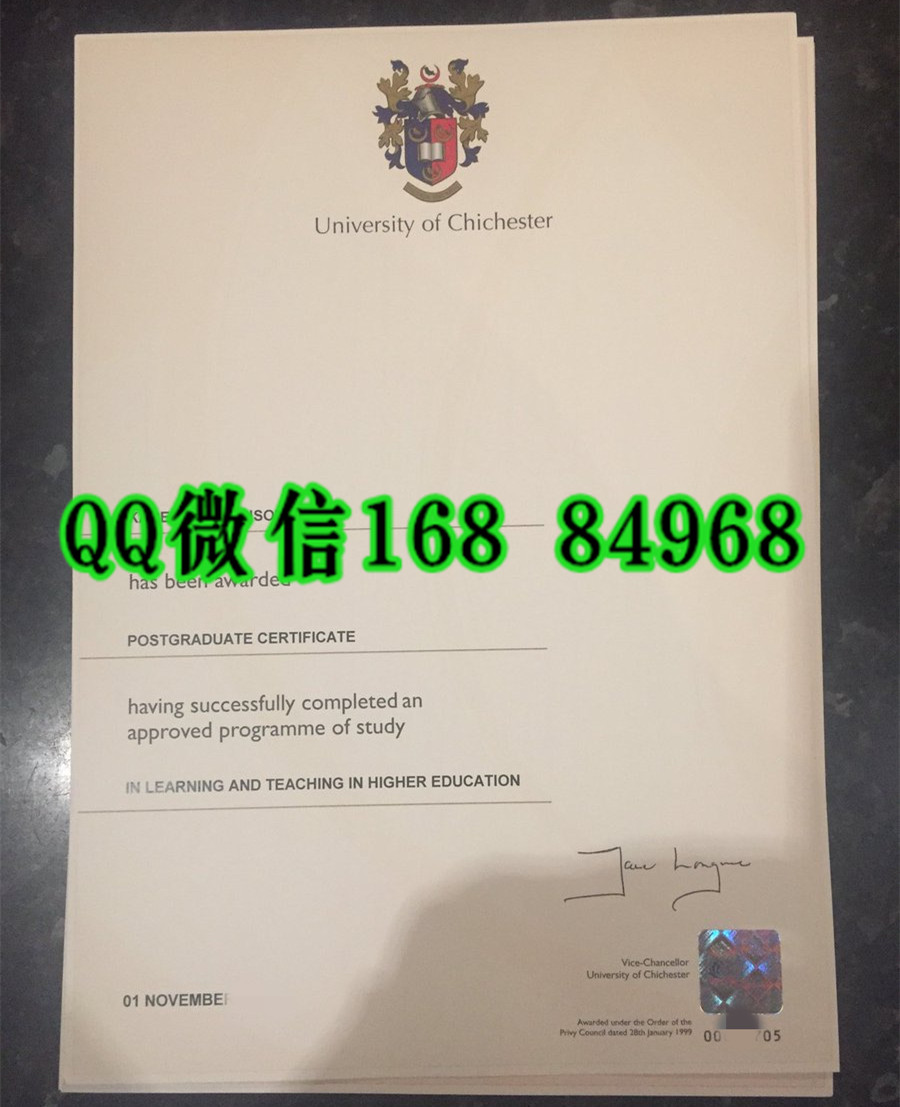 University of Chichester
QQ微信168 84968
has been awarded
POSTGRADUATE CERTIFICATE
having successfully completed an
approved programme of study
IN LEARNING AND TEACHING IN HIGHER EDUCATION
Vice-Chancellor
University of Chichester
01 NOVEMBER
Awarded under the Order of the
Privy Council dated 28th January 1999
00 705